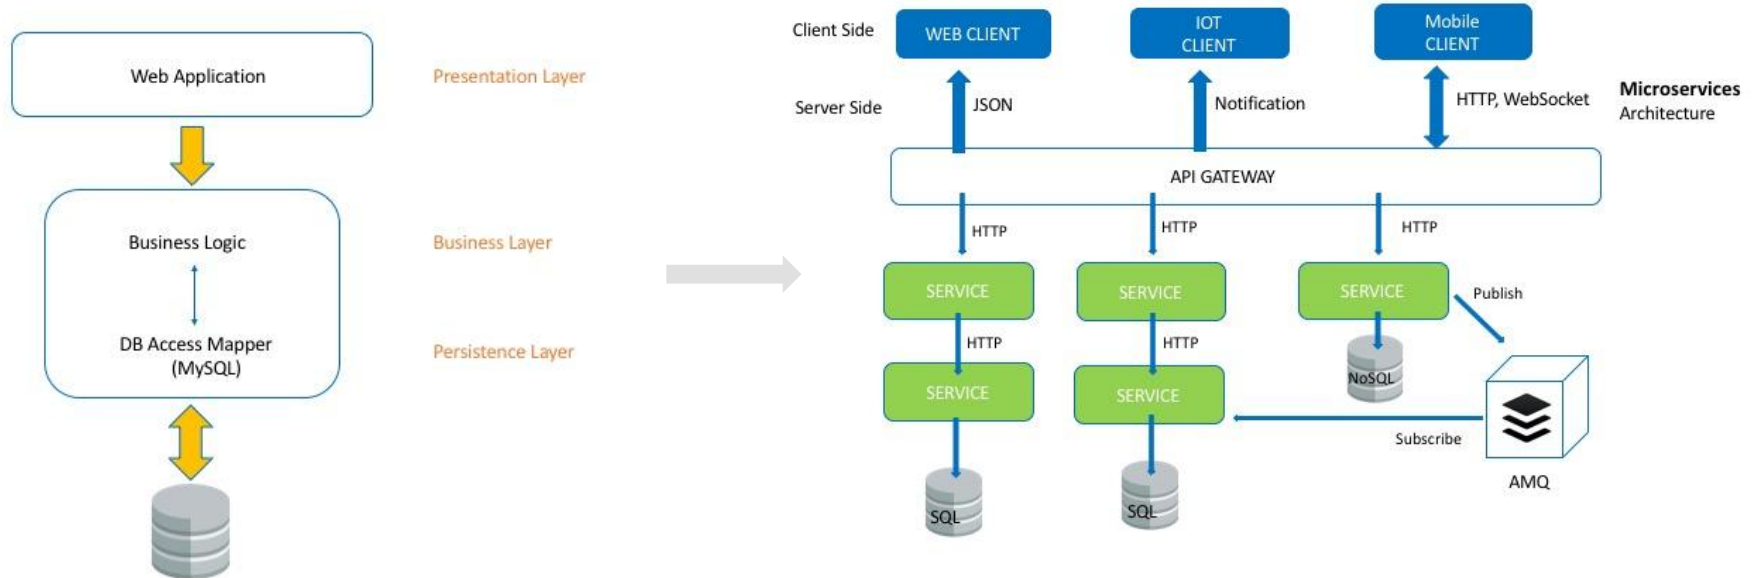 Web Application
Presentation Layer
Business Logic
Business Layer
DB Access Mapper
(MySQL)
Persistence Layer
Client Side
WEB CLIENT
IOT
CLIENT
Mobile
CLIENT
Server Side
JSON
Notification
HTTP, WebSocket
Microservices
Architecture
API GATEWAY
HTTP
HTTP
HTTP
SERVICE
SERVICE
SERVICE
Publish
HTTP
HTTP
NoSQL
SERVICE
SERVICE
Subscribe
AMQ
SQL
SQL